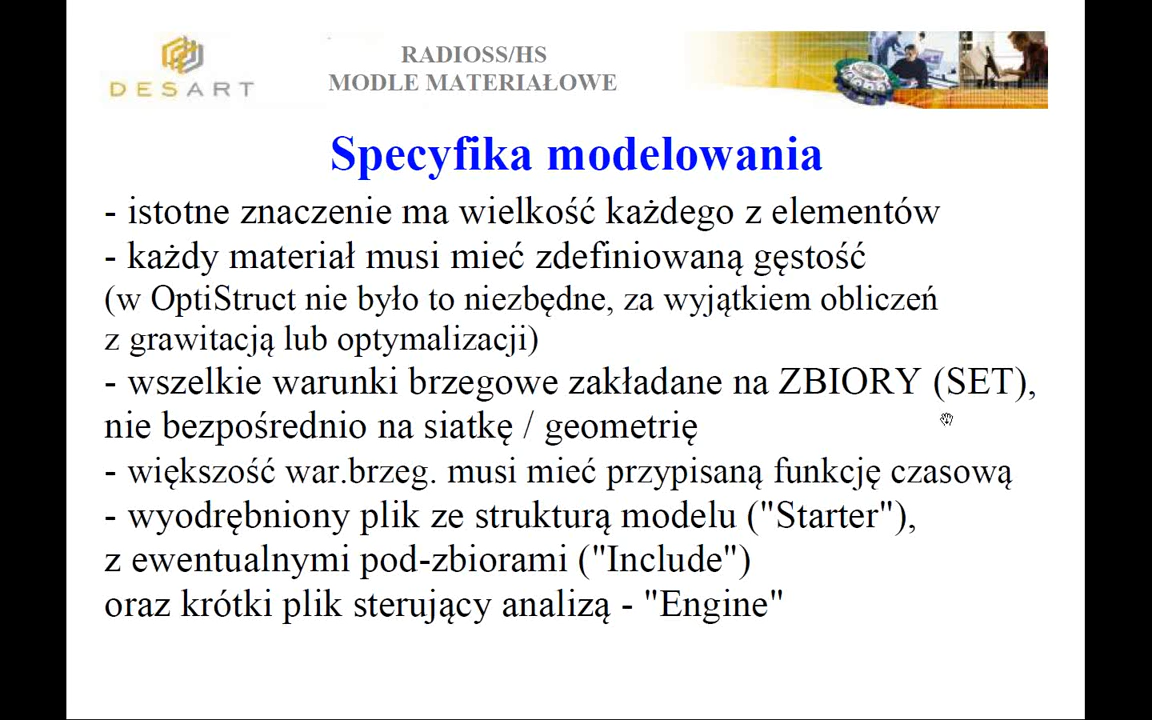 DESART
RADIOSS/HS
MODLE MATERIAŁOWE
Specyfika modelowania
- istotne znaczenie ma wielkość każdego z elementów
- każdy materiał musi mieć zdefiniowaną gęstość
(w OptiStruct nie było to niezbędne, za wyjątkiem obliczeń
z grawitacją lub optymalizacji)
- wszelkie warunki brzegowe zakładane na ZBIORY (SET),
nie bezpośrednio na siatkę / geometrię
- większość war.brzeg. musi mieć przypisaną funkcję czasową
- wyodrębniony plik ze strukturą modelu ("Starter"),
z ewentualnymi pod-zbiorami ("Include")
oraz krótki plik sterujący analizą - "Engine"